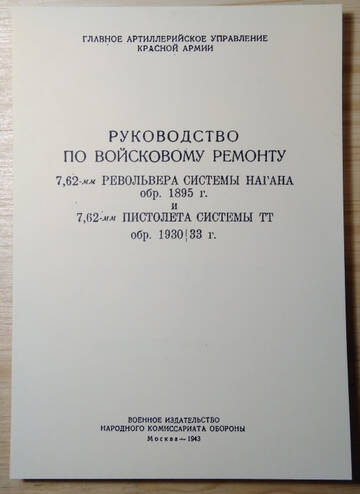 ГЛАВНОЕ АРТИЛЛЕРИЙСКОЕ УПРАВЛЕНИЕ
КРАСНОЙ АРМИИ
РУКОВОДСТВО
ПО ВОЙСКОВОМУ РЕМОНТУ
7,62-мм РЕВОЛЬВЕРА СИСТЕМЫ НАГАНА
обр. 1895 г.
и
7,62-мм ПИСТОЛЕТА СИСТЕМЫ ТТ
обр. 1930/33 г.
ВОЕННОЕ ИЗДАТЕЛЬСТВО
НАРОДНОГО КОМИССАРИАТА ОБОРОНЫ
Москва — 1943